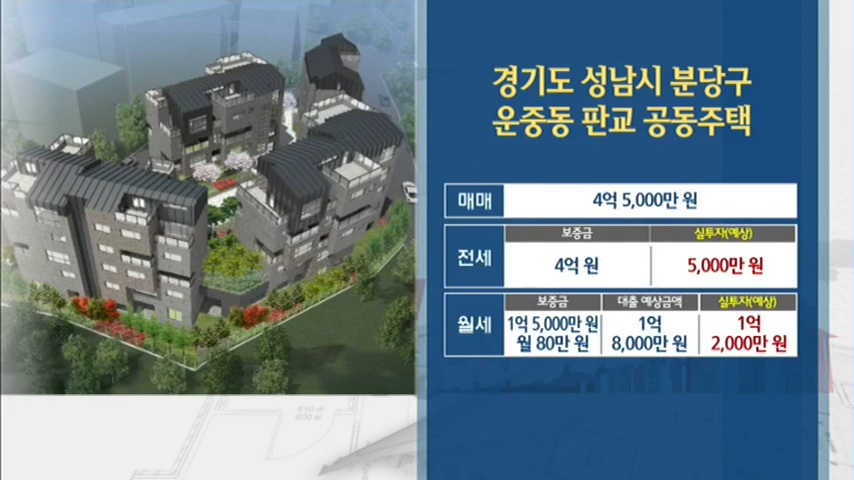 경기도 성남시 분당구
운중동 판교 공동주택
매매 4억 5,000만 원
전세
보증금 실투자(예상)
4억 원 5,000만 원
월세
보증금 대출 예상금액 실투자(예상)
1억 5,000만 원 1억 1억
월 80만 원 8,000만 원 2,000만 원